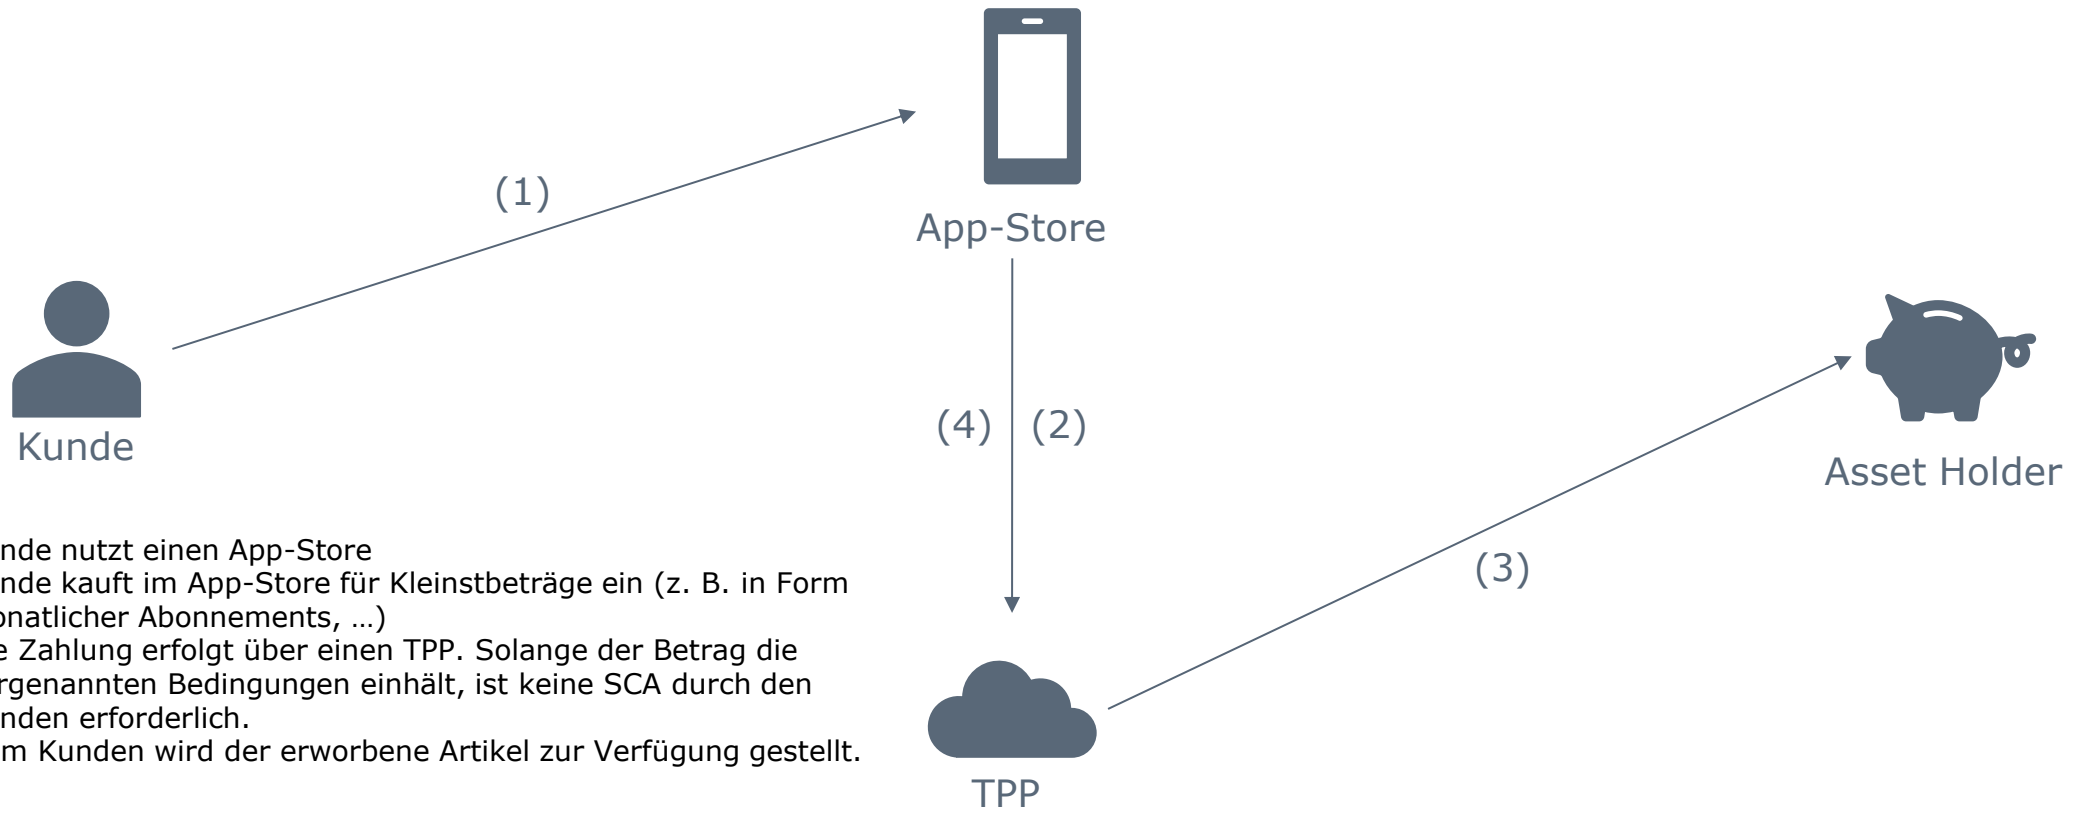 (1)
App-Store
Kunde
(4) (2)
Asset Holder
(3)
nde nutzt einen App-Store
nde kauft im App-Store für Kleinstbeträge ein (z. B. in Form
onatlicher Abonnements, …)
e Zahlung erfolgt über einen TPP. Solange der Betrag die
rgenannten Bedingungen einhält, ist keine SCA durch den
nden erforderlich.
m Kunden wird der erworbene Artikel zur Verfügung gestellt.
TPP